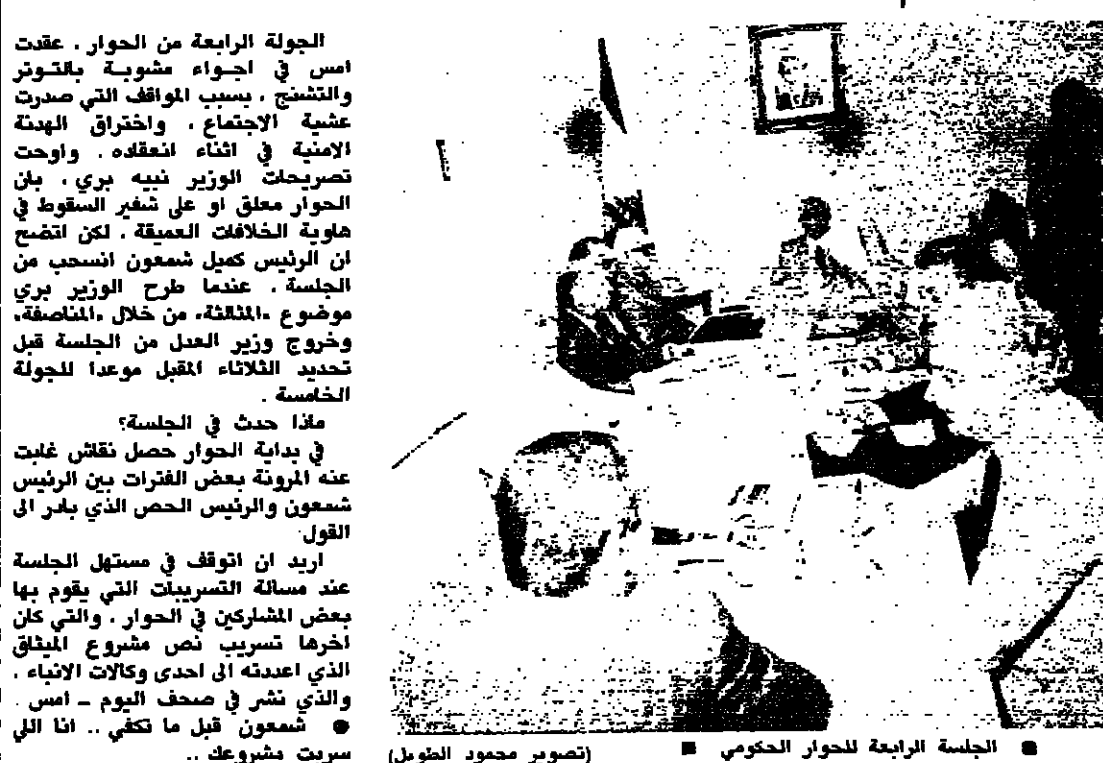 الجولة الرابعة من الحوار ، عقدت
امس في اجـواء مشوبـة بالتـوتر
والتشنج ، بسبب المواقف التي صدرت
عشية الاجتماع ، واختراق الهدنة
الامنية في اثناء انعقاده . واوحت
تصريحات الوزير نبيه بري ، بان
الحوار معلق او على شفير السقوط في
هاوية الخلافات العميقة . لكن اتضح
ان الرئيس كميل شمعون انسحب من
الجلسة ، عندما طرح الوزير بري
موضوع «المثالثة» من خلال «المناصفة»
وخروج وزير العدل من الجلسة قبل
تحديد الثلاثاء المقبل موعدا للجولة
الخامسة .
ماذا حدث في الجلسة؟
في بداية الحوار حصل نقاش غابت
عنه المرونة بعض الفترات بين الرئيس
شمعون والرئيس الحص الذي بادر الى
القول
اريد ان اتوقف في مستهل الجلسة
عند مسالة التسريبات التي يقوم بها
بعض المشاركين في الحوار ، والتي كان
اخرها تسريب نص مشروع الميثاق
الذي اعددته الى احدى وكالات الانباء ،
والذي نشر في صحف اليوم ــ امس .
● شمعون قبل ما تكفي .. انا اللي
سربت مشروعك ..
■ الجلسة الرابعة للحوار الحكومي ■
(تصوير محمود الطويل)